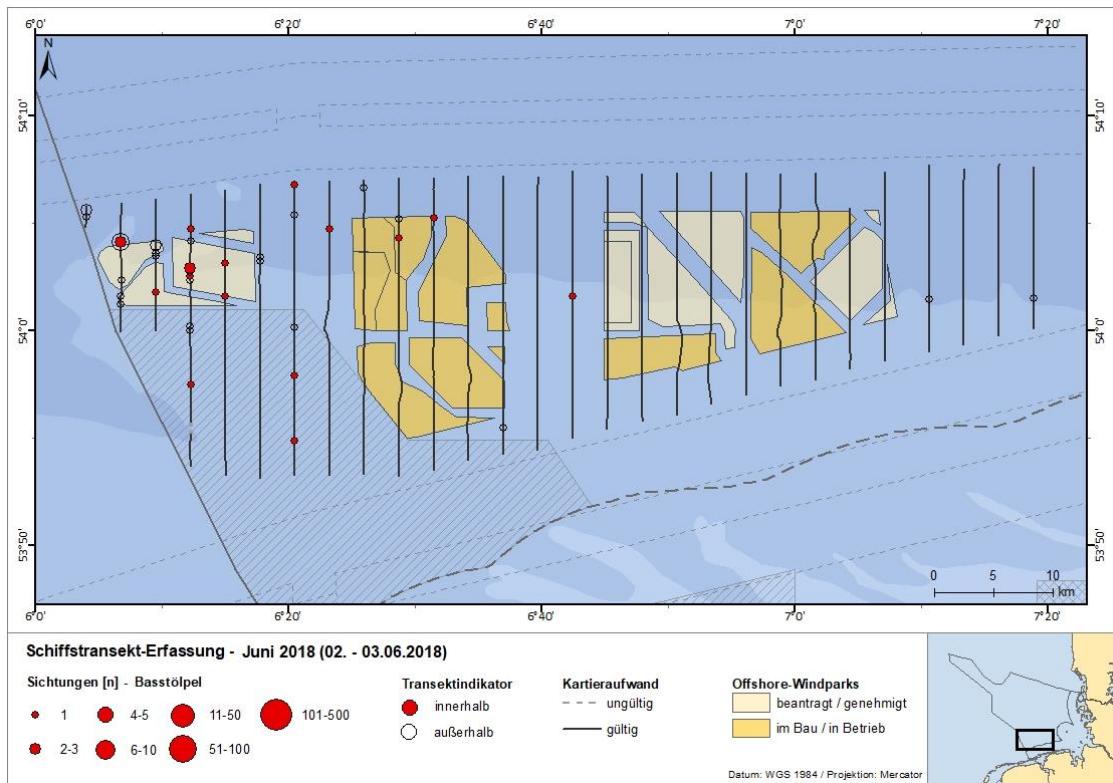 6°0' 6°20' 6°40' 7°0' 7°20'
N
54°10' 54°10'
54°0' 54°0'
53°50' 53°50'
0 5 10
km
6°0' 6°20' 6°40' 7°0' 7°20'
Schiffstransekt-Erfassung - Juni 2018 (02. - 03.06.2018)
Sichtungen [n] - Basstölpel
1 4-5 11-50 101-500
2-3 6-10 51-100
Transektindikator
innerhalb
außerhalb
Kartieraufwand
ungültig
gültig
Offshore-Windparks
beantragt / genehmigt
im Bau / in Betrieb
Datum: WGS 1984 / Projektion: Mercator